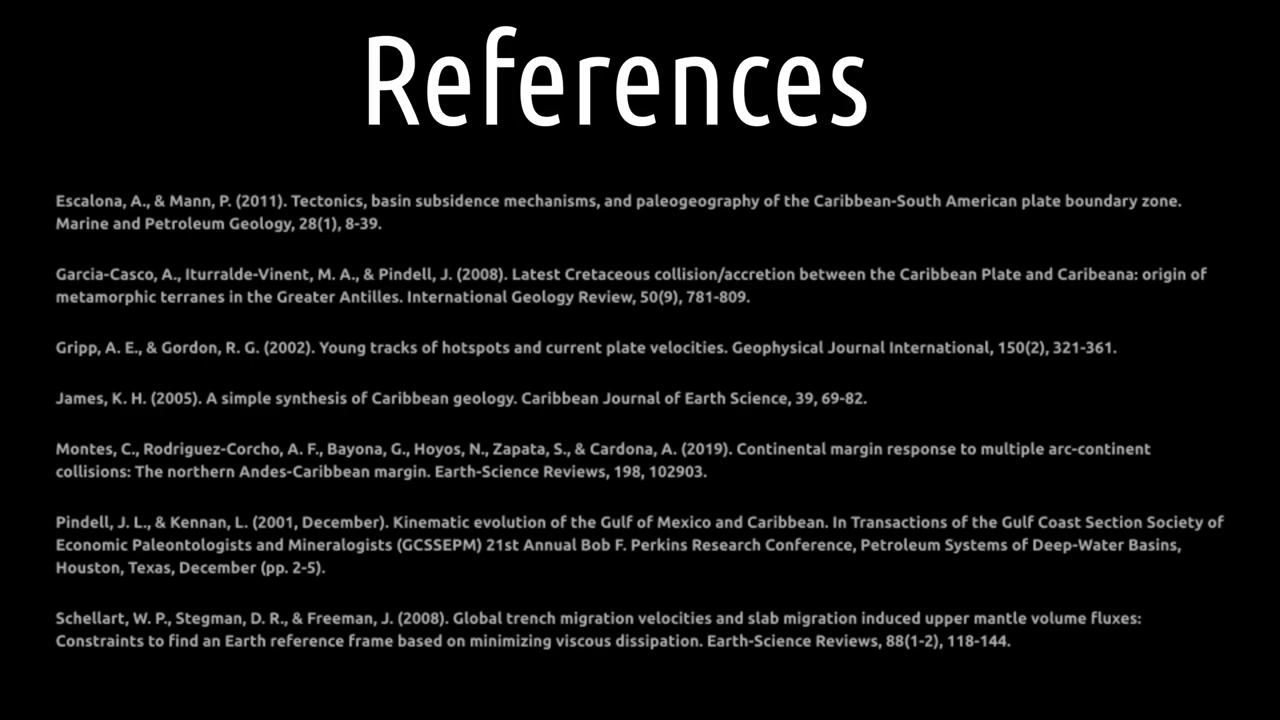 References
Escalona, A., & Mann, P. (2011). Tectonics, basin subsidence mechanisms, and paleogeography of the Caribbean-South American plate boundary zone.
Marine and Petroleum Geology, 28(1), 8-39.
Garcia-Casco, A., Iturralde-Vinent, M. A., & Pindell, J. (2008). Latest Cretaceous collision/accretion between the Caribbean Plate and Caribeana: origin of
metamorphic terranes in the Greater Antilles. International Geology Review, 50(9), 781-809.
Gripp, A. E., & Gordon, R. G. (2002). Young tracks of hotspots and current plate velocities. Geophysical Journal International, 150(2), 321-361.
James, K. H. (2005). A simple synthesis of Caribbean geology. Caribbean Journal of Earth Science, 39, 69-82.
Montes, C., Rodriguez-Corcho, A. F., Bayona, G., Hoyos, N., Zapata, S., & Cardona, A. (2019). Continental margin response to multiple arc-continent
collisions: The northern Andes-Caribbean margin. Earth-Science Reviews, 198, 102903.
Pindell, J. L., & Kennan, L. (2001, December). Kinematic evolution of the Gulf of Mexico and Caribbean. In Transactions of the Gulf Coast Section Society of
Economic Paleontologists and Mineralogists (GCSSEPM) 21st Annual Bob F. Perkins Research Conference, Petroleum Systems of Deep-Water Basins,
Houston, Texas, December (pp. 2-5).
Schellart, W. P., Stegman, D. R., & Freeman, J. (2008). Global trench migration velocities and slab migration induced upper mantle volume fluxes:
Constraints to find an Earth reference frame based on minimizing viscous dissipation. Earth-Science Reviews, 88(1-2), 118-144.